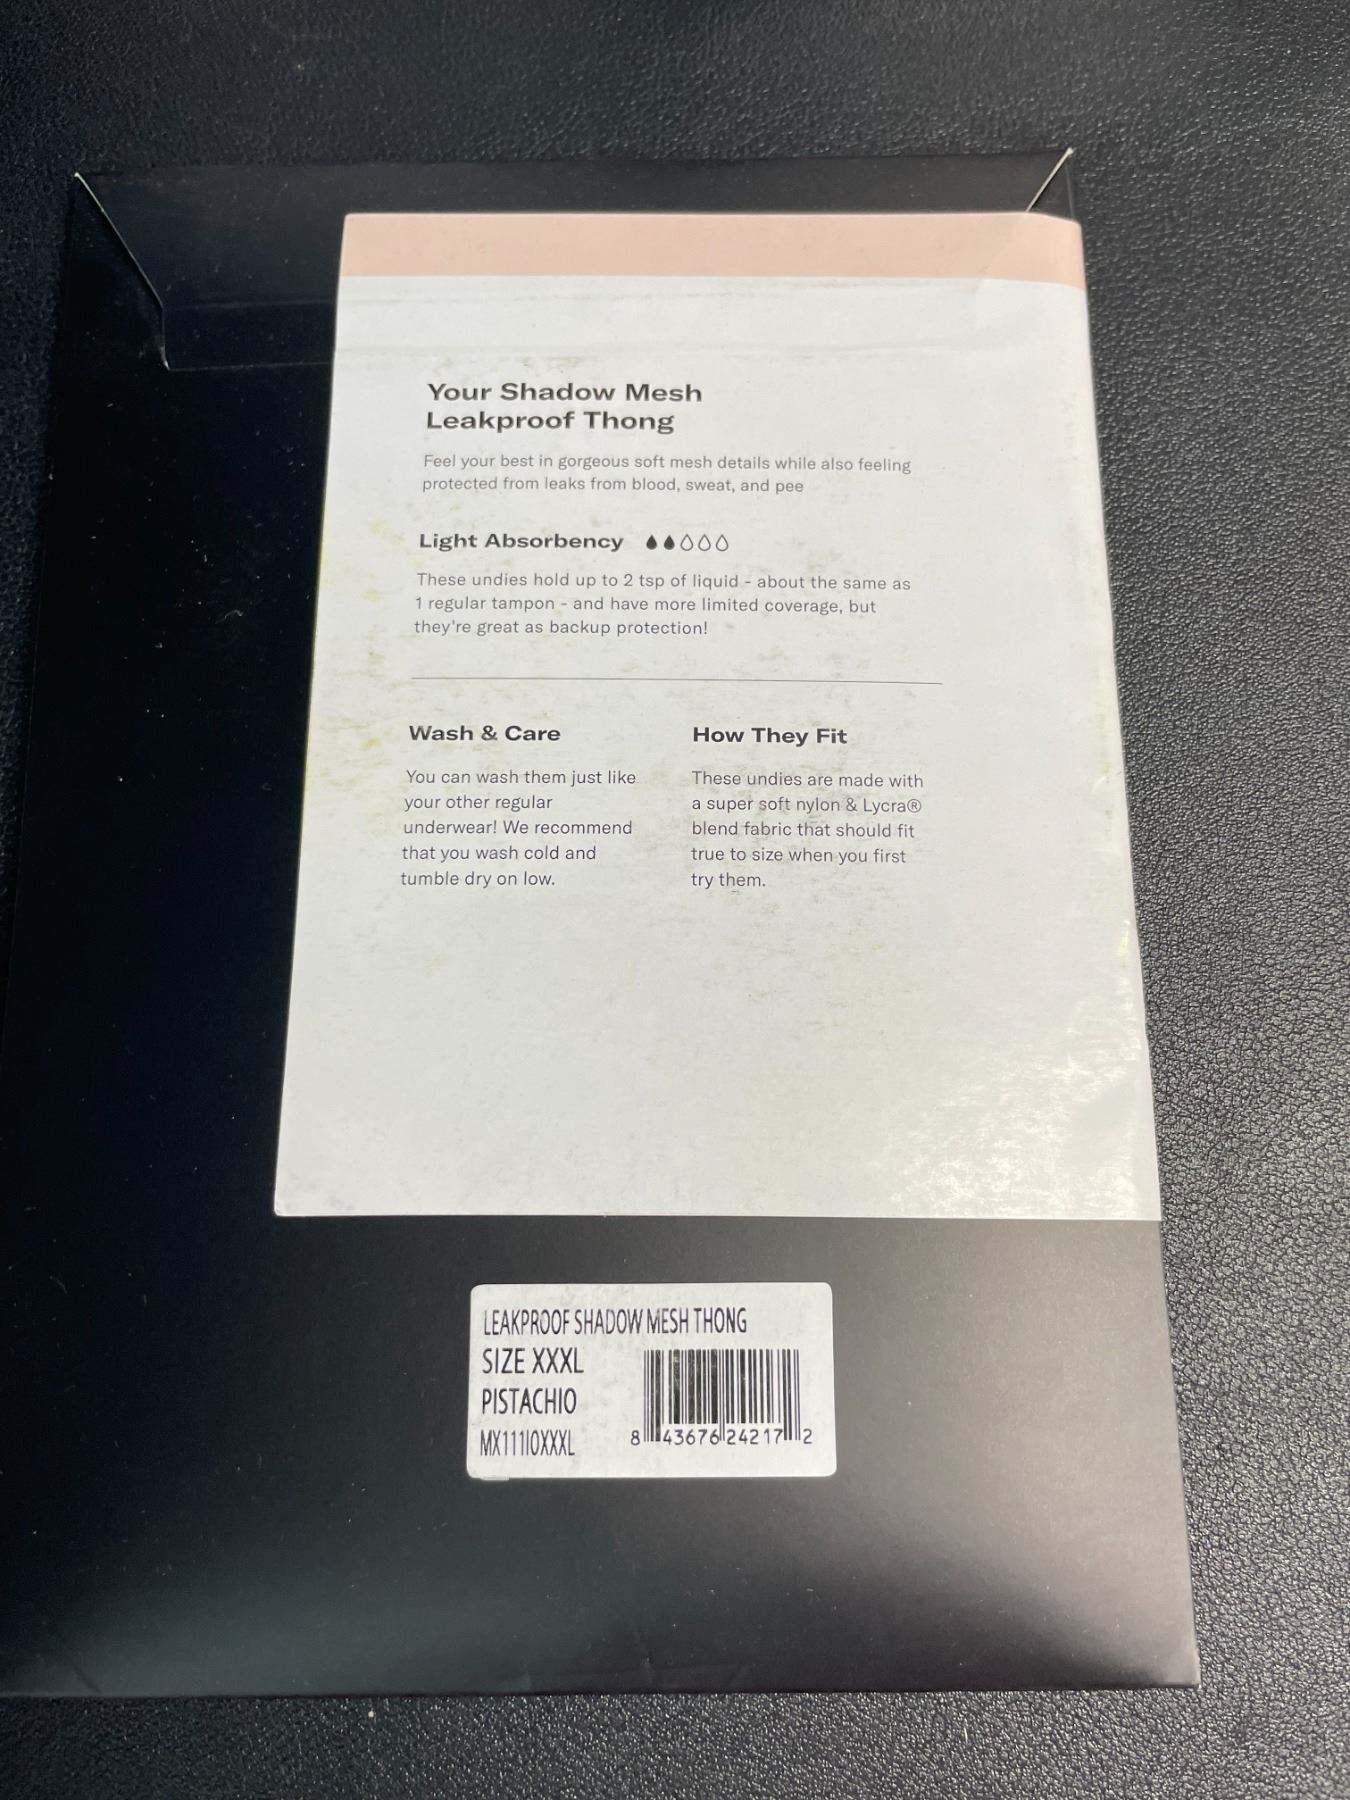 Your Shadow Mesh
Leakproof Thong
Feel your best in gorgeous soft mesh details while also feeling
protected from leaks from blood, sweat, and pee
Light Absorbency
These undies hold up to 2 tsp of liquid - about the same as
1 regular tampon - and have more limited coverage, but
they're great as backup protection!
Wash & Care
You can wash them just like
your other regular
underwear! We recommend
that you wash cold and
tumble dry on low.
How They Fit
These undies are made with
a super soft nylon & Lycra®
blend fabric that should fit
true to size when you first
try them.
LEAKPROOF SHADOW MESH THONG
SIZE XXXL
PISTACHIO
MX111I0XXXL
8 43676 24217 2